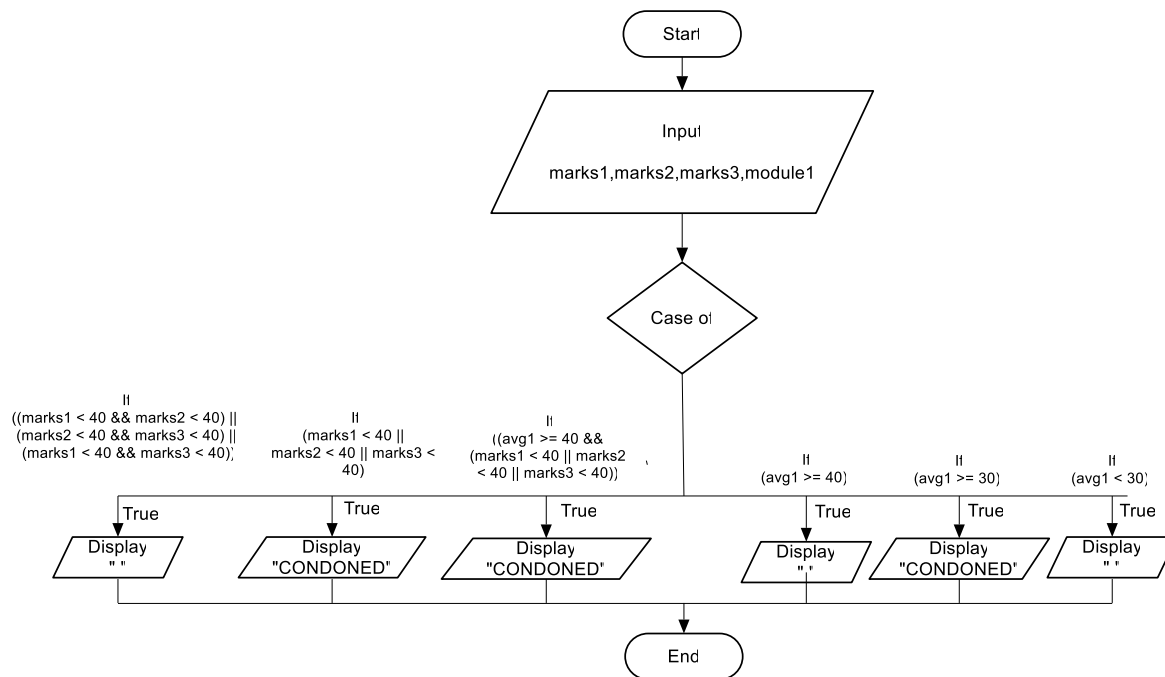 Start
Input
marks1,marks2,marks3,module1
Case of
If
((marks1 < 40 && marks2 < 40) ||
(marks2 < 40 && marks3 < 40) ||
(marks1 < 40 && marks3 < 40))
If
(marks1 < 40 ||
marks2 < 40 || marks3 <
40)
If
((avg1 >= 40 &&
(marks1 < 40 || marks2
< 40 || marks3 < 40))
If
(avg1 >= 40)
If
(avg1 >= 30)
If
(avg1 < 30)
True
True
True
True
True
True
Display
" "
Display
"CONDONED"
Display
"CONDONED"
Display
" "
Display
"CONDONED"
Display
" "
End